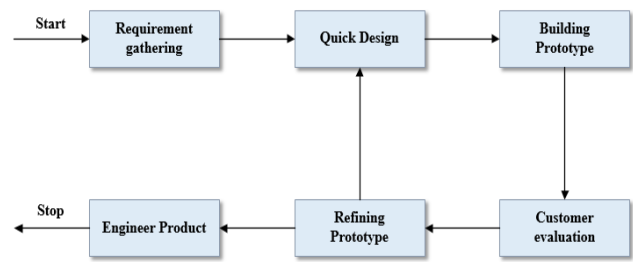 Start
Requirement
gathering
Quick Design
Building
Prototype
Stop
Engineer Product
Refining
Prototype
Customer
evaluation